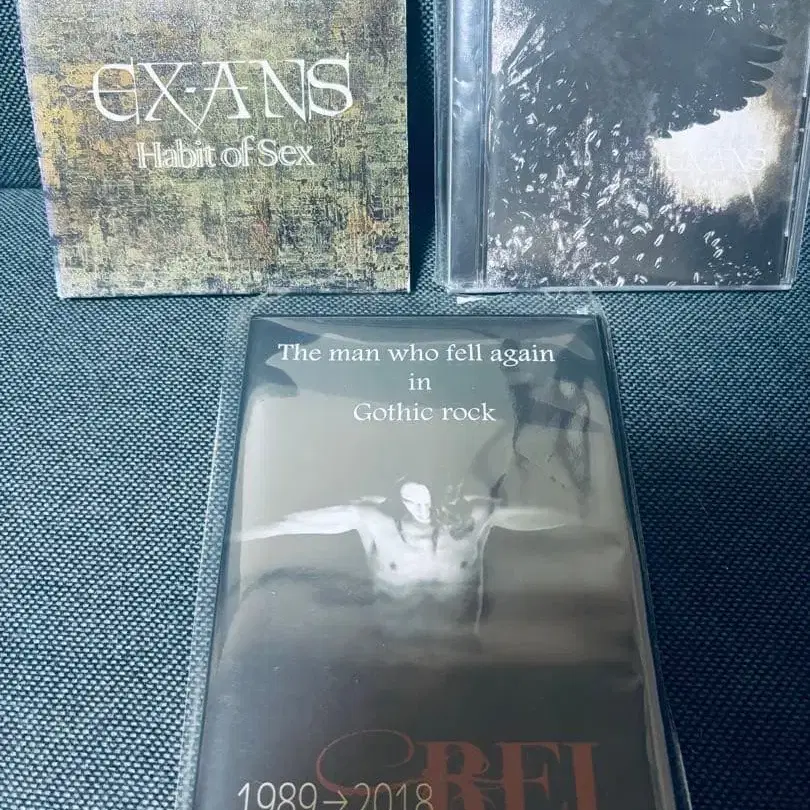 EX-ANS
Habit of Sex
EX-ANS
The man who fell again
in
Gothic rock
REI
1989→2018